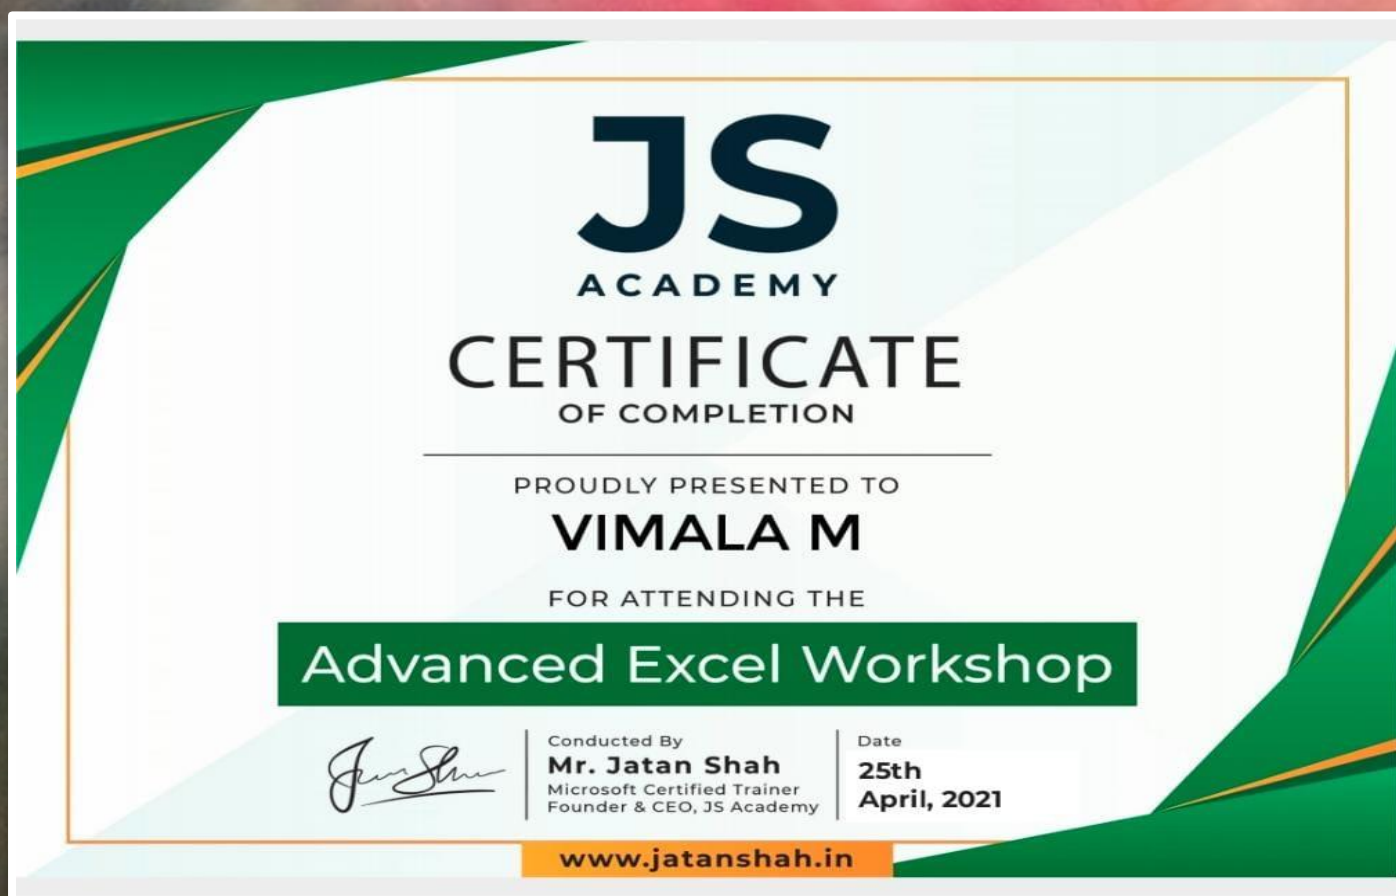 JS
ACADEMY
CERTIFICATE
OF COMPLETION
PROUDLY PRESENTED TO
VIMALA M
FOR ATTENDING THE
Advanced Excel Workshop
Conducted By
Mr. Jatan Shah
Microsoft Certified Trainer
Founder & CEO, JS Academy
Date
25th
April, 2021
www.jatanshah.in